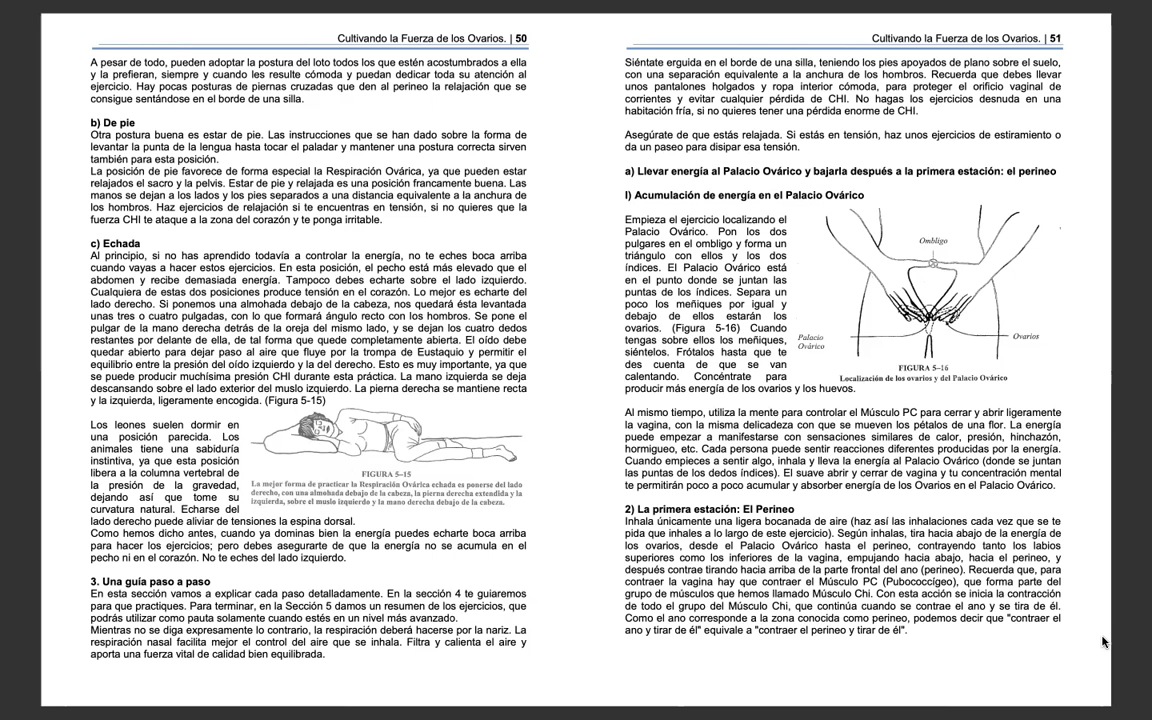 Cultivando la Fuerza de los Ovarios. | 50
A pesar de todo, pueden adoptar la postura del loto todos los que estén acostumbrados a ella
y la prefieran, siempre y cuando les resulte cómoda y puedan dedicar toda su atención al
ejercicio. Hay pocas posturas de piernas cruzadas que den al perineo la relajación que se
consigue sentándose en el borde de una silla.
b) De pie
Otra postura buena es estar de pie. Las instrucciones que se han dado sobre la forma de
levantar la punta de la lengua hasta tocar el paladar y mantener una postura correcta sirven
también para esta posición.
La posición de pie favorece de forma especial la Respiración Ovárica, ya que pueden estar
relajados el sacro y la pelvis. Estar de pie y relajada es una posición francamente buena. Las
manos se dejan a los lados y los pies separados a una distancia equivalente a la anchura de
los hombros. Haz ejercicios de relajación si te encuentras en tensión, si no quieres que la
fuerza CHI te ataque a la zona del corazón y te ponga irritable.
c) Echada
Al principio, si no has aprendido todavía a controlar la energía, no te eches boca arriba
cuando vayas a hacer estos ejercicios. En esta posición, el pecho está más elevado que el
abdomen y recibe demasiada energía. Tampoco debes echarte sobre el lado izquierdo.
Cualquiera de estas dos posiciones produce tensión en el corazón. Lo mejor es echarte del
lado derecho. Si ponemos una almohada debajo de la cabeza, nos quedará ésta levantada
unas tres o cuatro pulgadas, con lo que formará ángulo recto con los hombros. Se pone el
pulgar de la mano derecha detrás de la oreja del mismo lado, y se dejan los cuatro dedos
restantes por delante de ella, de tal forma que quede completamente abierta. El oído debe
quedar abierto para dejar paso al aire que fluye por la trompa de Eustaquio y permitir el
equilibrio entre la presión del oído izquierdo y la del derecho. Esto es muy importante, ya que
se puede producir muchísima presión CHI durante esta práctica. La mano izquierda se deja
descansando sobre el lado exterior del muslo izquierdo. La pierna derecha se mantiene recta
y la izquierda, ligeramente encogida. (Figura 5-15)
Los leones suelen dormir en
una posición parecida. Los
animales tiene una sabiduría
instintiva, ya que esta posición
libera a la columna vertebral de
la presión de la gravedad,
dejando así que tome su
curvatura natural. Echarse del
lado derecho puede aliviar de tensiones la espina dorsal.
FIGURA 5-15
La mejor forma de practicar la Respiración Ovárica echada es ponerse del lado
derecho, con una almohada debajo de la cabeza, la pierna derecha extendida y la
izquierda, sobre el muslo izquierdo y la mano derecha debajo de la cabeza.
Como hemos dicho antes, cuando ya dominas bien la energía puedes echarte boca arriba
para hacer los ejercicios; pero debes asegurarte de que la energía no se acumula en el
pecho ni en el corazón. No te eches del lado izquierdo.
3. Una guía paso a paso
En esta sección vamos a explicar cada paso detalladamente. En la sección 4 te guiaremos
para que practiques. Para terminar, en la Sección 5 damos un resumen de los ejercicios, que
podrás utilizar como pauta solamente cuando estés en un nivel más avanzado.
Mientras no se diga expresamente lo contrario, la respiración deberá hacerse por la nariz. La
respiración nasal facilita mejor el control del aire que se inhala. Filtra y calienta el aire y
aporta una fuerza vital de calidad bien equilibrada.
Cultivando la Fuerza de los Ovarios. | 51
Siéntate erguida en el borde de una silla, teniendo los pies apoyados de plano sobre el suelo,
con una separación equivalente a la anchura de los hombros. Recuerda que debes llevar
unos pantalones holgados y ropa interior cómoda, para proteger el orificio vaginal de
corrientes y evitar cualquier pérdida de CHI. No hagas los ejercicios desnuda en una
habitación fría, si no quieres tener una pérdida enorme de CHI.
Asegúrate de que estás relajada. Si estás en tensión, haz unos ejercicios de estiramiento o
da un paseo para disipar esa tensión.
a) Llevar energía al Palacio Ovárico y bajarla después a la primera estación: el perineo
l) Acumulación de energía en el Palacio Ovárico
Empieza el ejercicio localizando el
Palacio Ovárico. Pon los dos
pulgares en el ombligo y forma un
triángulo con ellos y los dos
índices. El Palacio Ovárico está
en el punto donde se juntan las
puntas de los índices. Separa un
poco los meñiques por igual y
debajo de ellos estarán los
ovarios. (Figura 5-16) Cuando
tengas sobre ellos los meñiques,
siéntelos. Frótalos hasta que te
des cuenta de que se van
calentando. Concéntrate para
producir más energía de los ovarios y los huevos.
Ombligo
Palacio
Ovárico
Ovarios
FIGURA 5-16
Localización de los ovarios y del Palacio Ovárico
Al mismo tiempo, utiliza la mente para controlar el Músculo PC para cerrar y abrir ligeramente
la vagina, con la misma delicadeza con que se mueven los pétalos de una flor. La energía
puede empezar a manifestarse con sensaciones similares de calor, presión, hinchazón,
hormigueo, etc. Cada persona puede sentir reacciones diferentes producidas por la energía.
Cuando empieces a sentir algo, inhala y lleva la energía al Palacio Ovárico (donde se juntan
las puntas de los dedos índices). El suave abrir y cerrar de vagina y tu concentración mental
te permitirán poco a poco acumular y absorber energía de los Ovarios en el Palacio Ovárico.
2) La primera estación: El Perineo
Inhala únicamente una ligera bocanada de aire (haz así las inhalaciones cada vez que se te
pida que inhales a lo largo de este ejercicio). Según inhalas, tira hacia abajo de la energía de
los ovarios, desde el Palacio Ovárico hasta el perineo, contrayendo tanto los labios
superiores como los inferiores de la vagina, empujando hacia abajo, hacia el perineo, y
después contrae tirando hacia arriba de la parte frontal del ano (perineo). Recuerda que, para
contraer la vagina hay que contraer el Músculo PC (Pubococcígeo), que forma parte del
grupo de músculos que hemos llamado Músculo Chi. Con esta acción se inicia la contracción
de todo el grupo del Músculo Chi, que continúa cuando se contrae el ano y se tira de él.
Como el ano corresponde a la zona conocida como perineo, podemos decir que "contraer el
ano y tirar de él" equivale a "contraer el perineo y tirar de él".